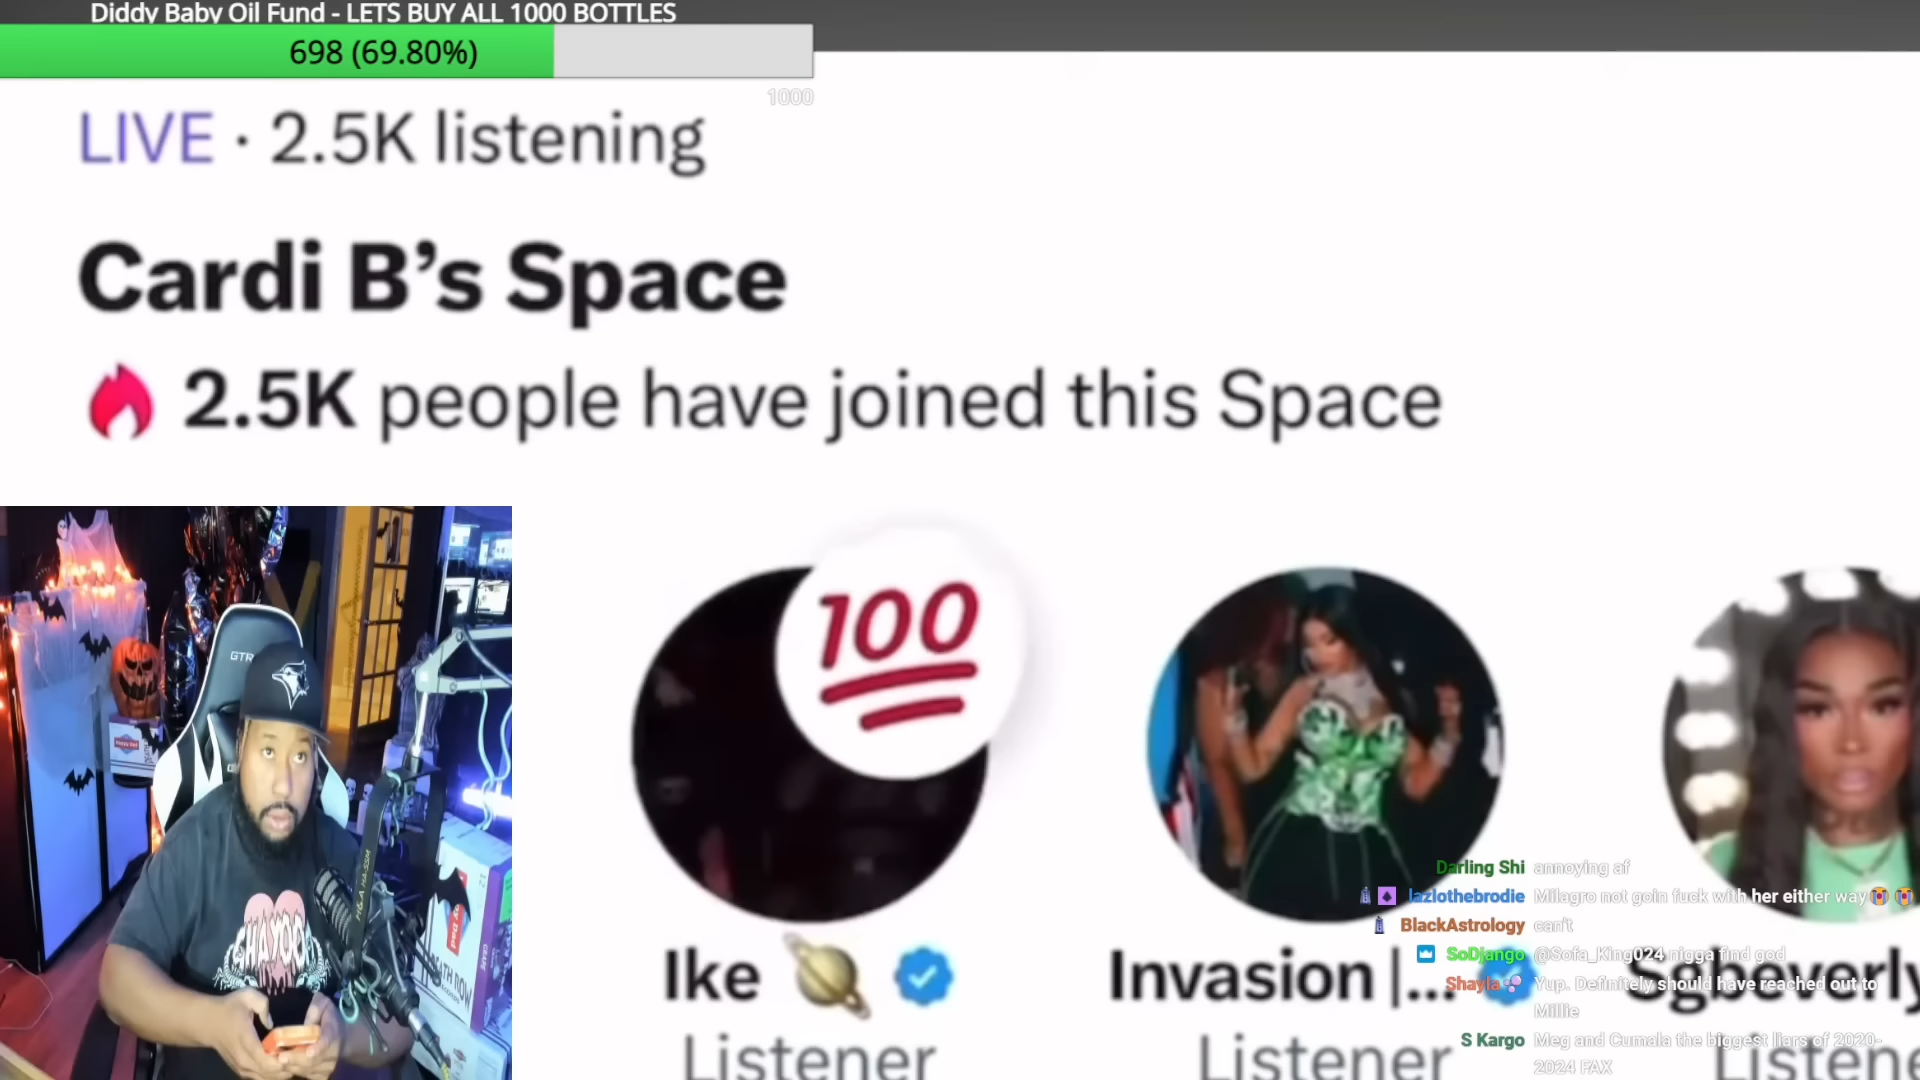 Diddy Baby Oil Fund - LETS BUY ALL 1000 BOTTLES
698 (69.80%)
1000
LIVE · 2.5K listening
Cardi B’s Space
🔥 2.5K people have joined this Space
100
GTR
Ike 🪐
Invasion |...
Sgbeverly
Listener
Listener
Listene
Darling Shi annoying af
laziothebrodie Milagro not goin fuck with her either way😭😭
BlackAstrology can't
SoDjango @Sofa_King024 nigga find god
Shayla Yup. Definitely should have reached out to
Millie
S Kargo Meg and Cumala the biggest liars of 2020-
2024 FAX